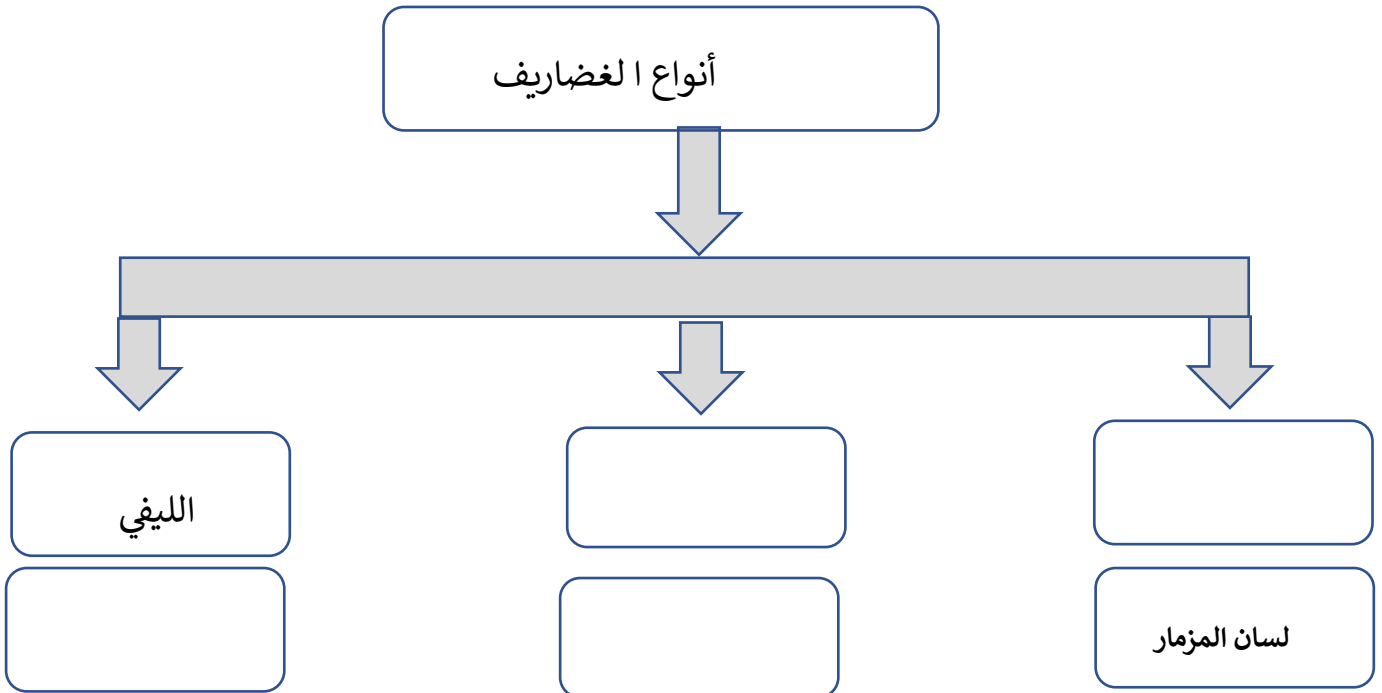 أنواع ا لغضاريف
الليفي
لسان المزمار